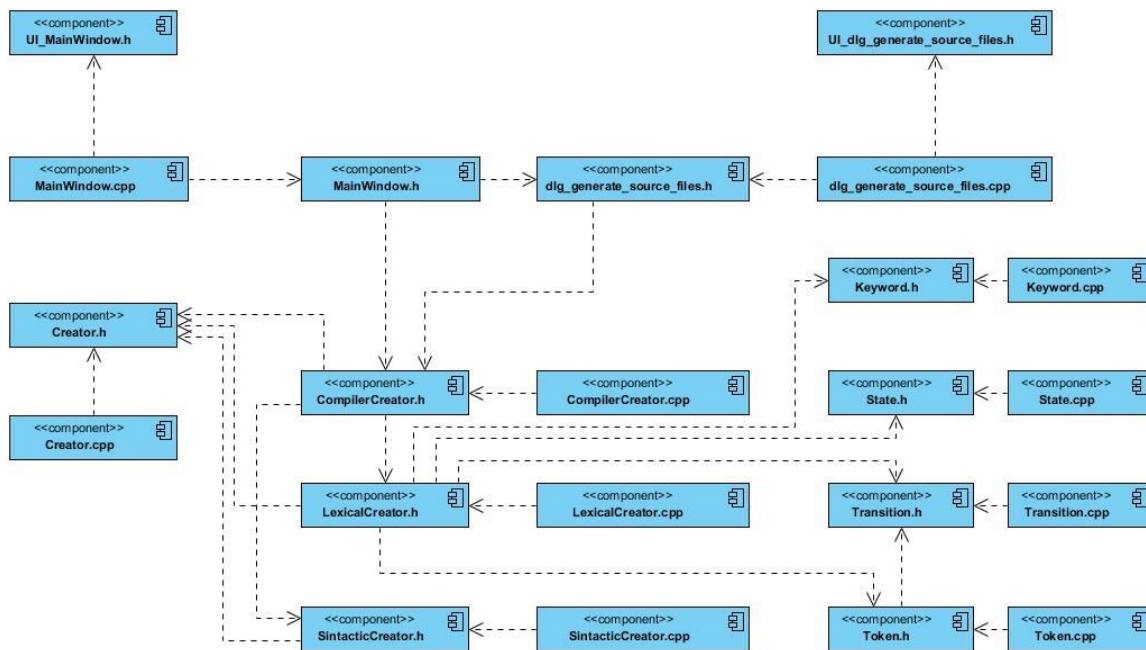 <<component>>
UI_MainWindow.h
<<component>>
UI_dlg_generate_source_files.h
<<component>>
MainWindow.cpp
<<component>>
MainWindow.h
<<component>>
dlg_generate_source_files.h
<<component>>
dlg_generate_source_files.cpp
<<component>>
Keyword.h
<<component>>
Keyword.cpp
<<component>>
Creator.h
<<component>>
CompilerCreator.h
<<component>>
CompilerCreator.cpp
<<component>>
State.h
<<component>>
State.cpp
<<component>>
Creator.cpp
<<component>>
LexicalCreator.h
<<component>>
LexicalCreator.cpp
<<component>>
Transition.h
<<component>>
Transition.cpp
<<component>>
SintacticCreator.h
<<component>>
SintacticCreator.cpp
<<component>>
Token.h
<<component>>
Token.cpp